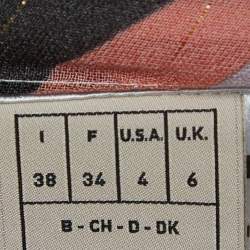 I F U.S.A. U.K.
38 34 4 6
B - CH - D - DK